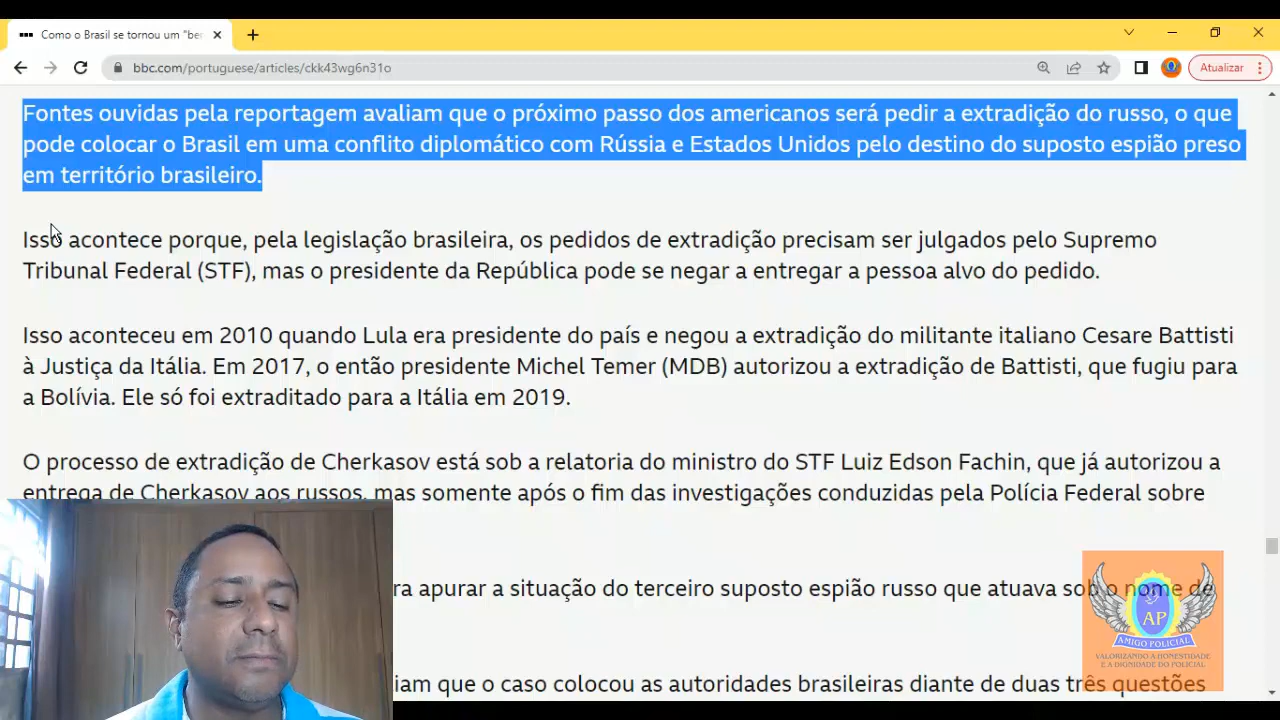 Como o Brasil se tornou um "ber
bbc.com/portuguese/articles/ckk43wg6n31o
Atualizar
Fontes ouvidas pela reportagem avaliam que o próximo passo dos americanos será pedir a extradição do russo, o que
pode colocar o Brasil em uma conflito diplomático com Rússia e Estados Unidos pelo destino do suposto espião preso
em território brasileiro.
Isso acontece porque, pela legislação brasileira, os pedidos de extradição precisam ser julgados pelo Supremo
Tribunal Federal (STF), mas o presidente da República pode se negar a entregar a pessoa alvo do pedido.
Isso aconteceu em 2010 quando Lula era presidente do país e negou a extradição do militante italiano Cesare Battisti
à Justiça da Itália. Em 2017, o então presidente Michel Temer (MDB) autorizou a extradição de Battisti, que fugiu para
a Bolívia. Ele só foi extraditado para a Itália em 2019.
O processo de extradição de Cherkasov está sob a relatoria do ministro do STF Luiz Edson Fachin, que já autorizou a
entrega de Cherkasov aos russos, mas somente após o fim das investigações conduzidas pela Polícia Federal sobre
ra apurar a situação do terceiro suposto espião russo que atuava sob o nome de
iam que o caso colocou as autoridades brasileiras diante de duas três questões
AP
AMIGO POLICIAL
VALORIZANDO A HONESTIDADE
E A DIGNIDADE DO POLICIAL